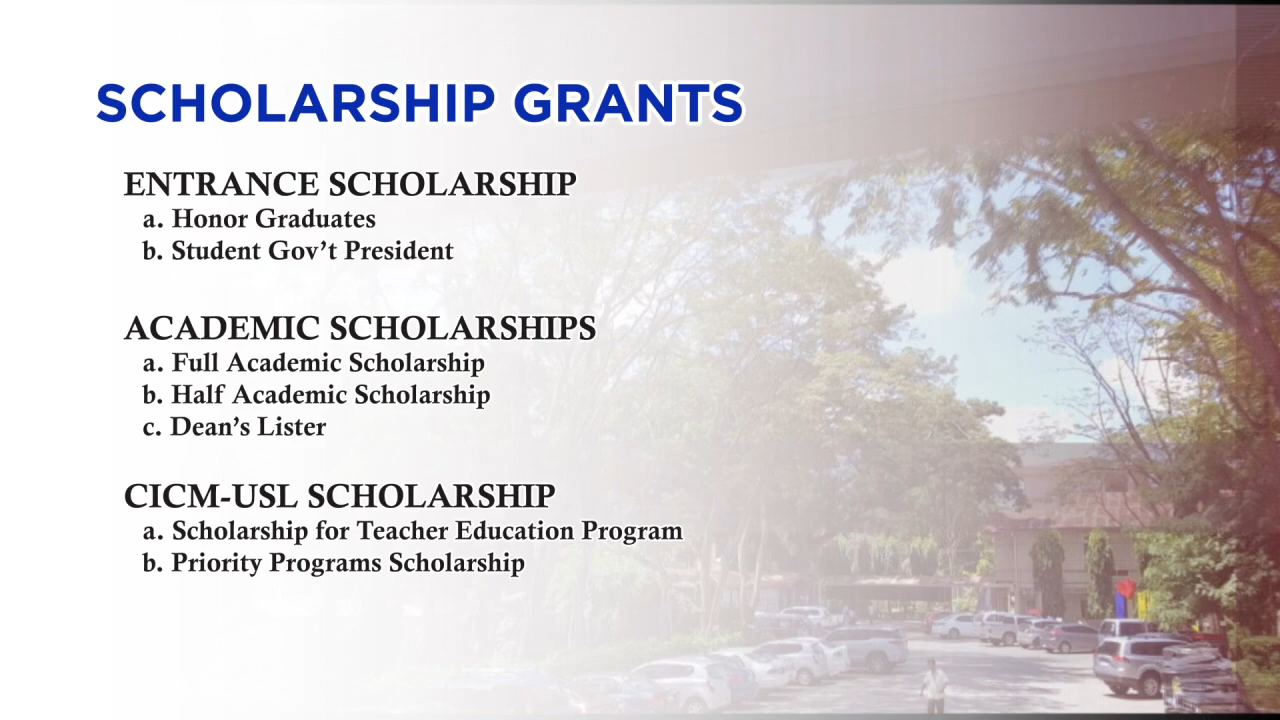 SCHOLARSHIP GRANTS
ENTRANCE SCHOLARSHIP
a. Honor Graduates
b. Student Gov’t President
ACADEMIC SCHOLARSHIPS
a. Full Academic Scholarship
b. Half Academic Scholarship
c. Dean’s Lister
CICM-USL SCHOLARSHIP
a. Scholarship for Teacher Education Program
b. Priority Programs Scholarship